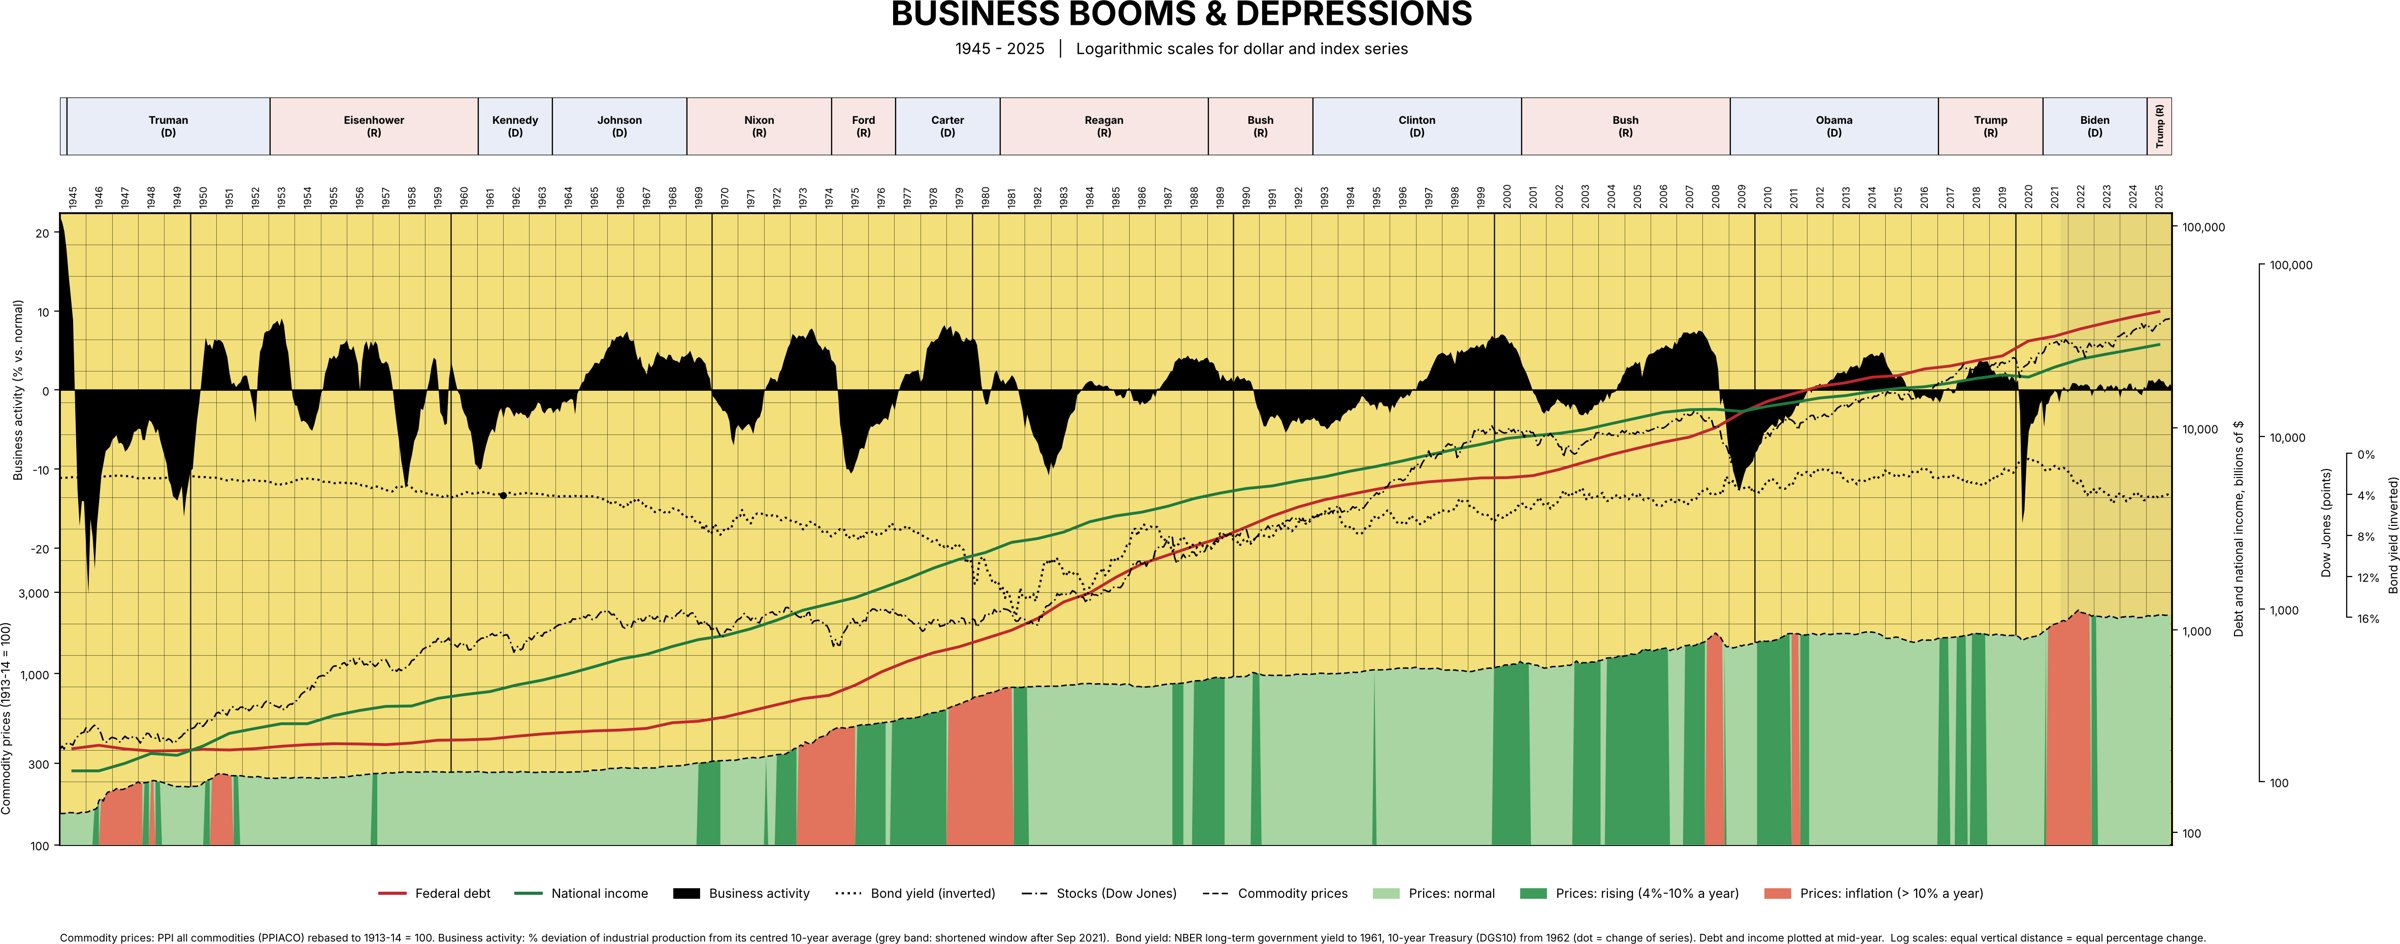 BUSINESS BOOMS & DEPRESSIONS
1945 - 2025 | Logarithmic scales for dollar and index series
Truman
(D)
Eisenhower
(R)
Kennedy
(D)
Johnson
(D)
Nixon
(R)
Ford
(R)
Carter
(D)
Reagan
(R)
Bush
(R)
Clinton
(D)
Bush
(R)
Obama
(D)
Trump
(R)
Biden
(D)
Trump (R)
1945 1946 1947 1948 1949 1950 1951 1952 1953 1954 1955 1956 1957 1958 1959 1960 1961 1962 1963 1964 1965 1966 1967 1968 1969 1970 1971 1972 1973 1974 1975 1976 1977 1978 1979 1980 1981 1982 1983 1984 1985 1986 1987 1988 1989 1990 1991 1992 1993 1994 1995 1996 1997 1998 1999 2000 2001 2002 2003 2004 2005 2006 2007 2008 2009 2010 2011 2012 2013 2014 2015 2016 2017 2018 2019 2020 2021 2022 2023 2024 2025
Business activity (% vs. normal)
20
10
0
-10
-20
Commodity prices (1913-14 = 100)
3,000
1,000
300
100
100,000
10,000
1,000
100
Debt and national income, billions of $
100,000
10,000
1,000
100
Dow Jones (points)
0%
4%
8%
12%
16%
Bond yield (inverted)
Federal debt
National income
Business activity
Bond yield (inverted)
Stocks (Dow Jones)
Commodity prices
Prices: normal
Prices: rising (4%-10% a year)
Prices: inflation (> 10% a year)
Commodity prices: PPI all commodities (PPIACO) rebased to 1913-14 = 100. Business activity: % deviation of industrial production from its centred 10-year average (grey band: shortened window after Sep 2021). Bond yield: NBER long-term government yield to 1961, 10-year Treasury (DGS10) from 1962 (dot = change of series). Debt and income plotted at mid-year. Log scales: equal vertical distance = equal percentage change.